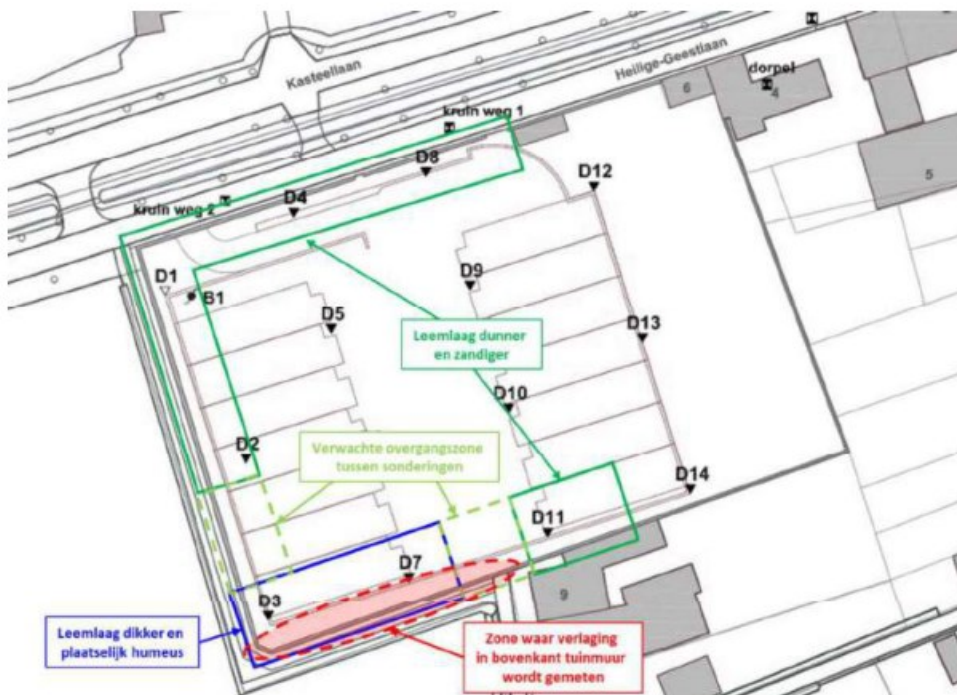 Kasteellaan
Heilige-Geestlaan
dorpel
6
4
kruin weg 1
5
D8
D12
D4
kruin weg 2
D1
B1
D9
D5
Leemlaag dunner
en zandiger
D13
D10
D2
Verwachte overgangszone
tussen sonderingen
D14
D11
D7
9
D3
Leemlaag dikker en
plaatselijk humeus
Zone waar verlaging
in bovenkant tuinmuur
wordt gemeten